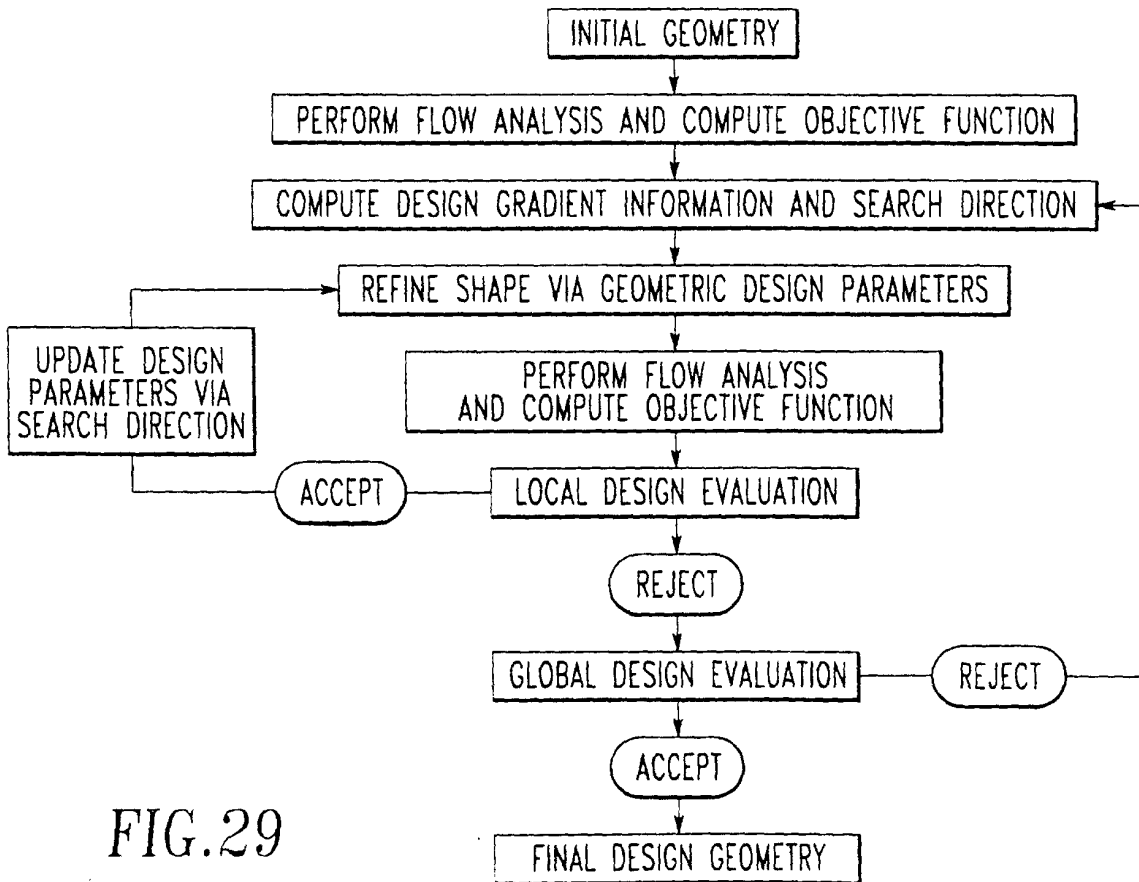 INITIAL GEOMETRY
PERFORM FLOW ANALYSIS AND COMPUTE OBJECTIVE FUNCTION
COMPUTE DESIGN GRADIENT INFORMATION AND SEARCH DIRECTION
REFINE SHAPE VIA GEOMETRIC DESIGN PARAMETERS
UPDATE DESIGN
PARAMETERS VIA
SEARCH DIRECTION
PERFORM FLOW ANALYSIS
AND COMPUTE OBJECTIVE FUNCTION
ACCEPT
LOCAL DESIGN EVALUATION
REJECT
GLOBAL DESIGN EVALUATION
REJECT
ACCEPT
FINAL DESIGN GEOMETRY
FIG.29